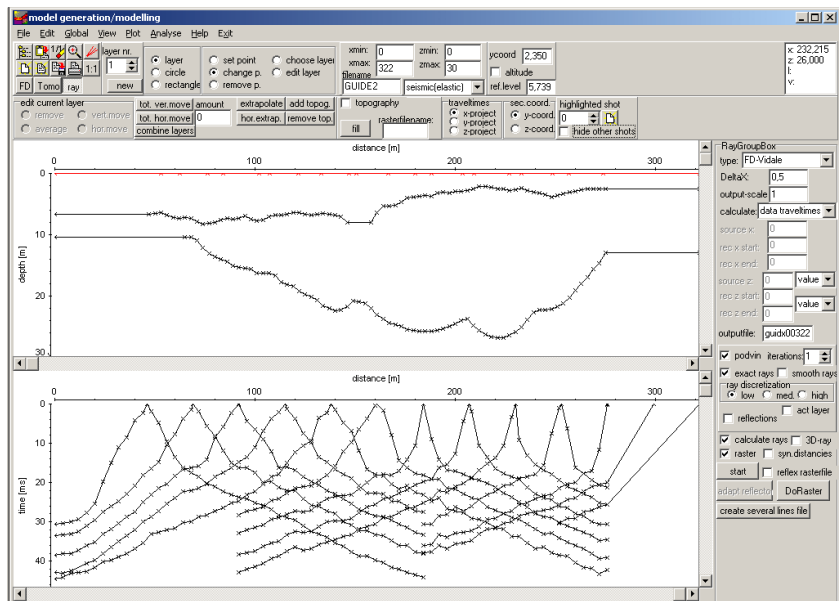 model generation/modelling
File Edit Global View Plot Analyse Help Exit
layer nr.
1
new
1/1
1:1
FD Tomo ray
layer
circle
rectangle
set point
change p.
remove p.
choose layer
edit layer
xmin: 0
xmax: 322
zmin: 0
zmax: 30
filename
GUIDE2
seismic(elastic)
ycoord 2,350
altitude
ref.level 5,739
x: 232,215
z: 26,000
l:
v:
edit current layer
remove vert.move
average hor.move
tot. ver.move amount
tot. hor.move 0
combine layers
extrapolate add topog.
hor.extrap. remove top.
topography
fill
rasterfilename:
traveltimes
x-project
y-project
z-project
sec.coord.
y-coord.
z-coord.
highlighted shot
0
hide other shots
distance [m]
0 100 200 300
0
10
20
30
depth [m]
distance [m]
0 100 200 300
0
10
20
30
40
time [ms]
RayGroupBox
type: FD-Vidale
DeltaX: 0,5
output-scale 1
calculate: data traveltimes
source x: 0
rec x start: 0
rec x end: 0
source z: 0 value
rec z start: 0
value
rec z end: 0
outputfile: guidx00322
podvin iterations: 1
exact rays smooth rays
ray discretization
low med. high
act layer
reflections
calculate rays 3D-ray
raster syn.distancies
start reflex rasterfile
adapt reflector DoRaster
create several lines file